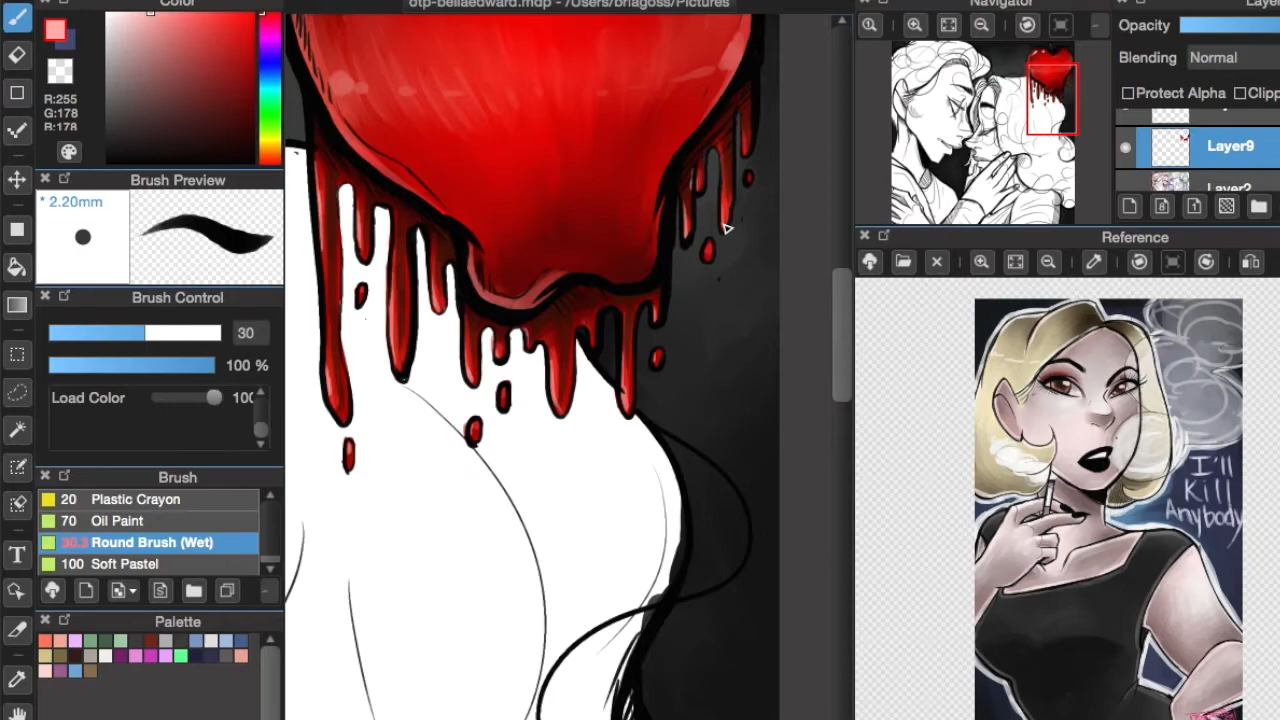 Color
otp-bellaedward.mdp - /Users/briagoss/Pictures
Navigator
R:255
G:178
B:178
Opacity
Blending Normal
Protect Alpha Clipp
Layer9
Layer2
Brush Preview
* 2.20mm
Brush Control
30
100 %
Load Color 100
Reference
Brush
20 Plastic Crayon
70 Oil Paint
Round Brush (Wet)
100 Soft Pastel
Palette
I'll
Kill
Anybody